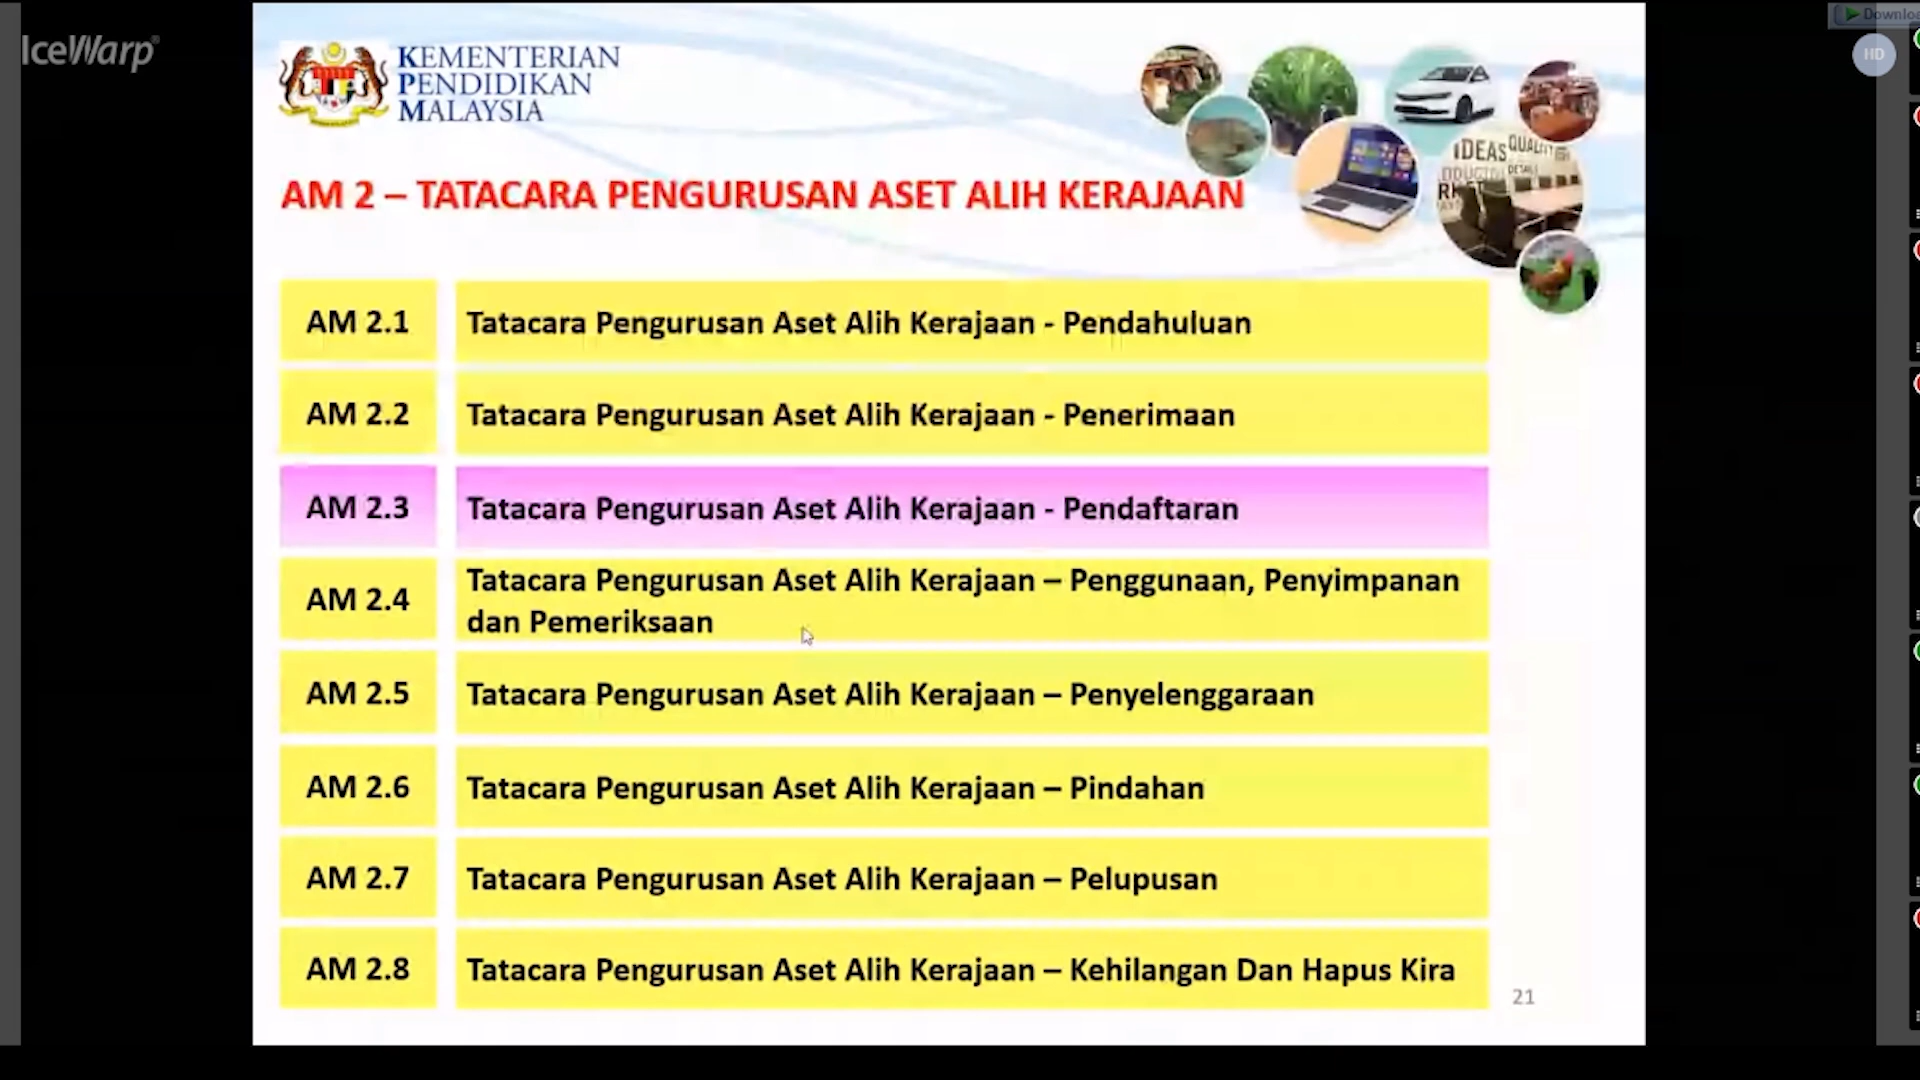 IceWarp
Downlo
HD
KEMENTERIAN
PENDIDIKAN
MALAYSIA
IDEAS QUALITY
AM 2 – TATACARA PENGURUSAN ASET ALIH KERAJAAN
AM 2.1 Tatacara Pengurusan Aset Alih Kerajaan - Pendahuluan
AM 2.2 Tatacara Pengurusan Aset Alih Kerajaan - Penerimaan
AM 2.3 Tatacara Pengurusan Aset Alih Kerajaan - Pendaftaran
AM 2.4 Tatacara Pengurusan Aset Alih Kerajaan – Penggunaan, Penyimpanan
dan Pemeriksaan
AM 2.5 Tatacara Pengurusan Aset Alih Kerajaan – Penyelenggaraan
AM 2.6 Tatacara Pengurusan Aset Alih Kerajaan – Pindahan
AM 2.7 Tatacara Pengurusan Aset Alih Kerajaan – Pelupusan
AM 2.8 Tatacara Pengurusan Aset Alih Kerajaan – Kehilangan Dan Hapus Kira
21